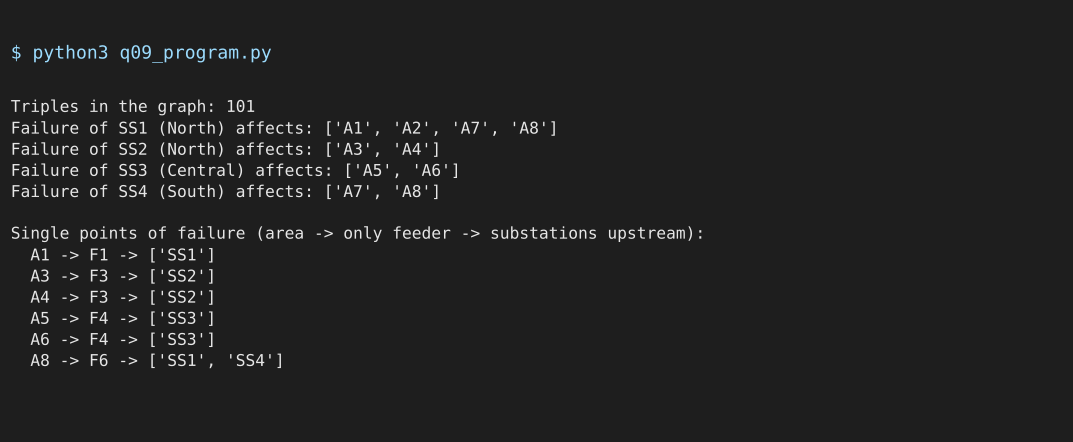 $ python3 q09_program.py
Triples in the graph: 101
Failure of SS1 (North) affects: ['A1', 'A2', 'A7', 'A8']
Failure of SS2 (North) affects: ['A3', 'A4']
Failure of SS3 (Central) affects: ['A5', 'A6']
Failure of SS4 (South) affects: ['A7', 'A8']
Single points of failure (area -> only feeder -> substations upstream):
  A1 -> F1 -> ['SS1']
  A3 -> F3 -> ['SS2']
  A4 -> F3 -> ['SS2']
  A5 -> F4 -> ['SS3']
  A6 -> F4 -> ['SS3']
  A8 -> F6 -> ['SS1', 'SS4']